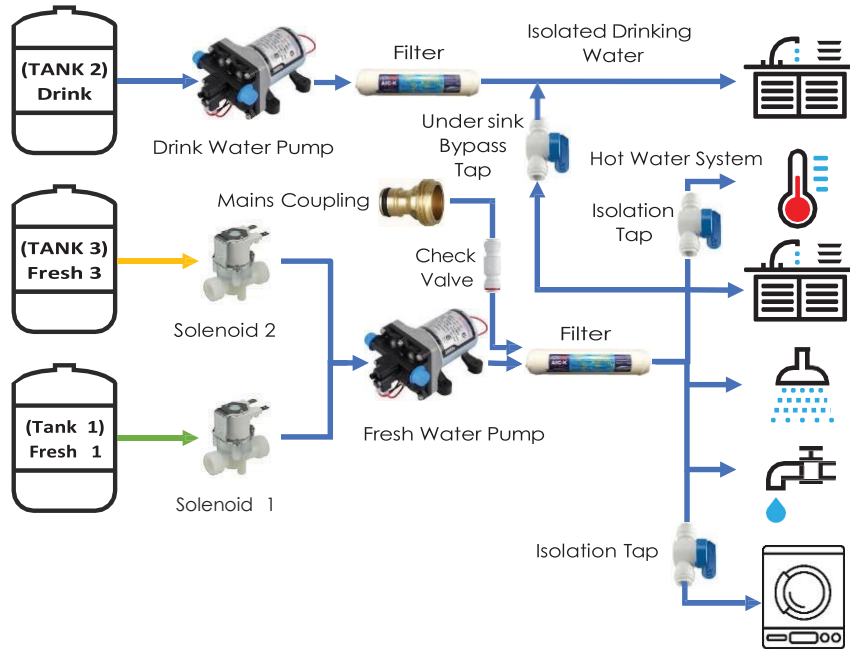 (TANK 2)
Drink
Drink Water Pump
Filter
Isolated Drinking
Water
Under sink
Bypass
Tap
Hot Water System
Isolation
Tap
Mains Coupling
Check
Valve
(TANK 3)
Fresh 3
Solenoid 2
Fresh Water Pump
Filter
(Tank 1)
Fresh 1
Solenoid 1
Isolation Tap